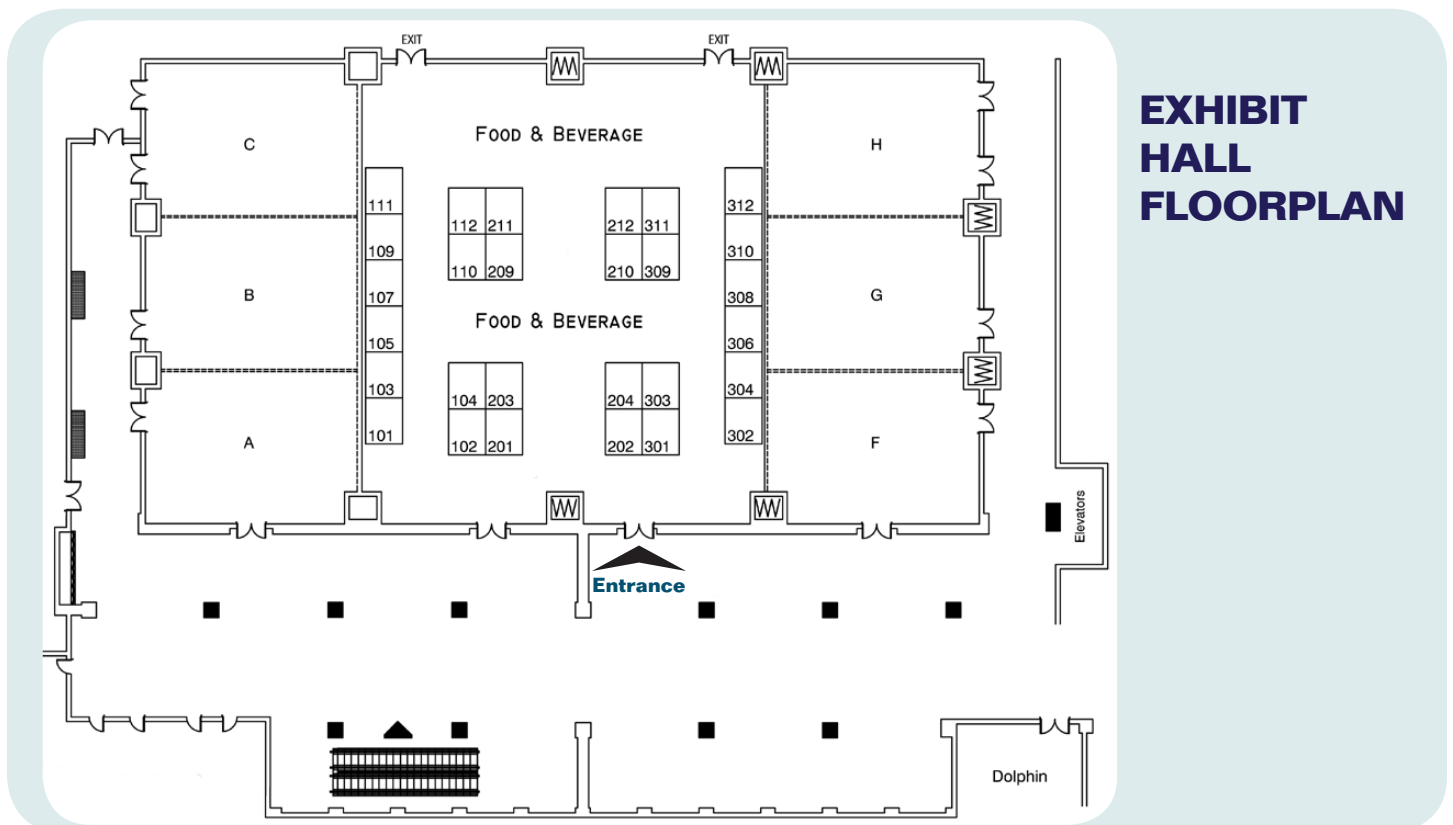 EXHIBIT
HALL
FLOORPLAN
EXIT
EXIT
FOOD & BEVERAGE
C
H
111
312
112 211
212 311
109
310
110 209
210 309
B
107
308
G
FOOD & BEVERAGE
105
306
103
304
104 203
204 303
A
101
302
F
102 201
202 301
Elevators
Entrance
Dolphin